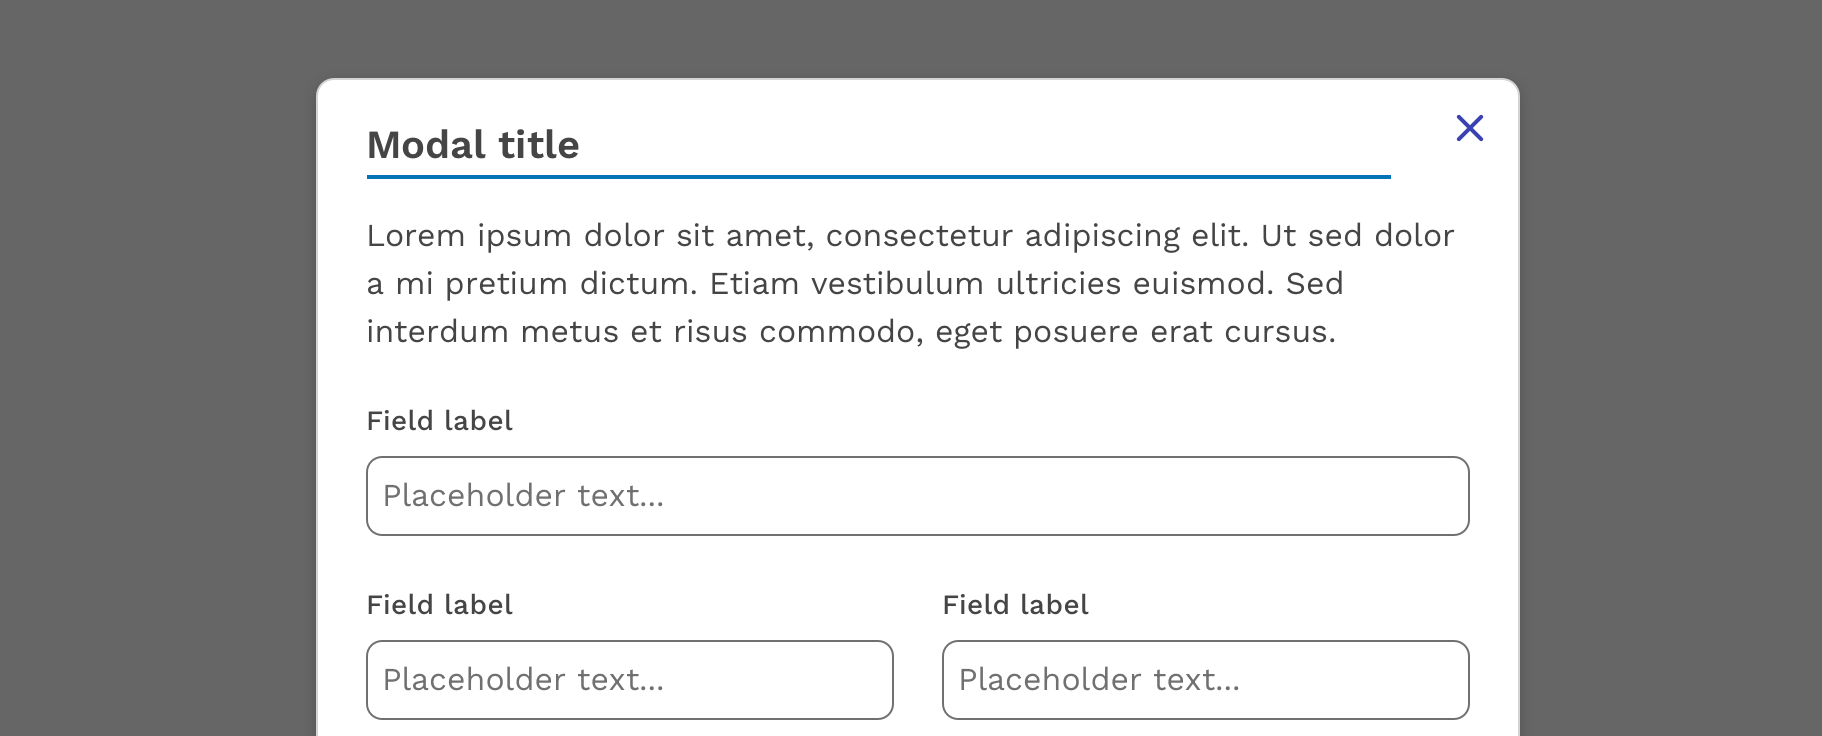 Modal title
Lorem ipsum dolor sit amet, consectetur adipiscing elit. Ut sed dolor
a mi pretium dictum. Etiam vestibulum ultricies euismod. Sed
interdum metus et risus commodo, eget posuere erat cursus.
Field label
Placeholder text...
Field label
Field label
Placeholder text...
Placeholder text...